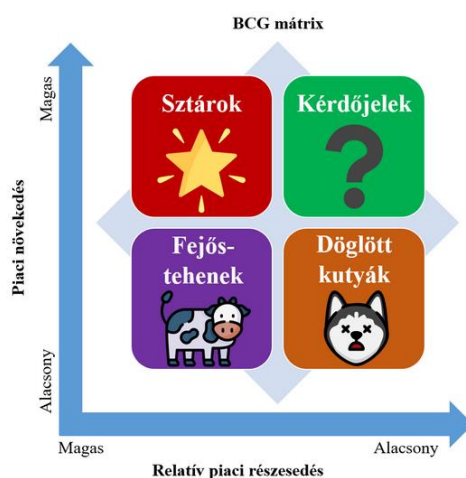 BCG mátrix
Magas
Piaci növekedés
Alacsony
Sztárok
Kérdőjelek
?
Fejős-
tehenek
Döglött
kutyák
Magas
Alacsony
Relatív piaci részesedés